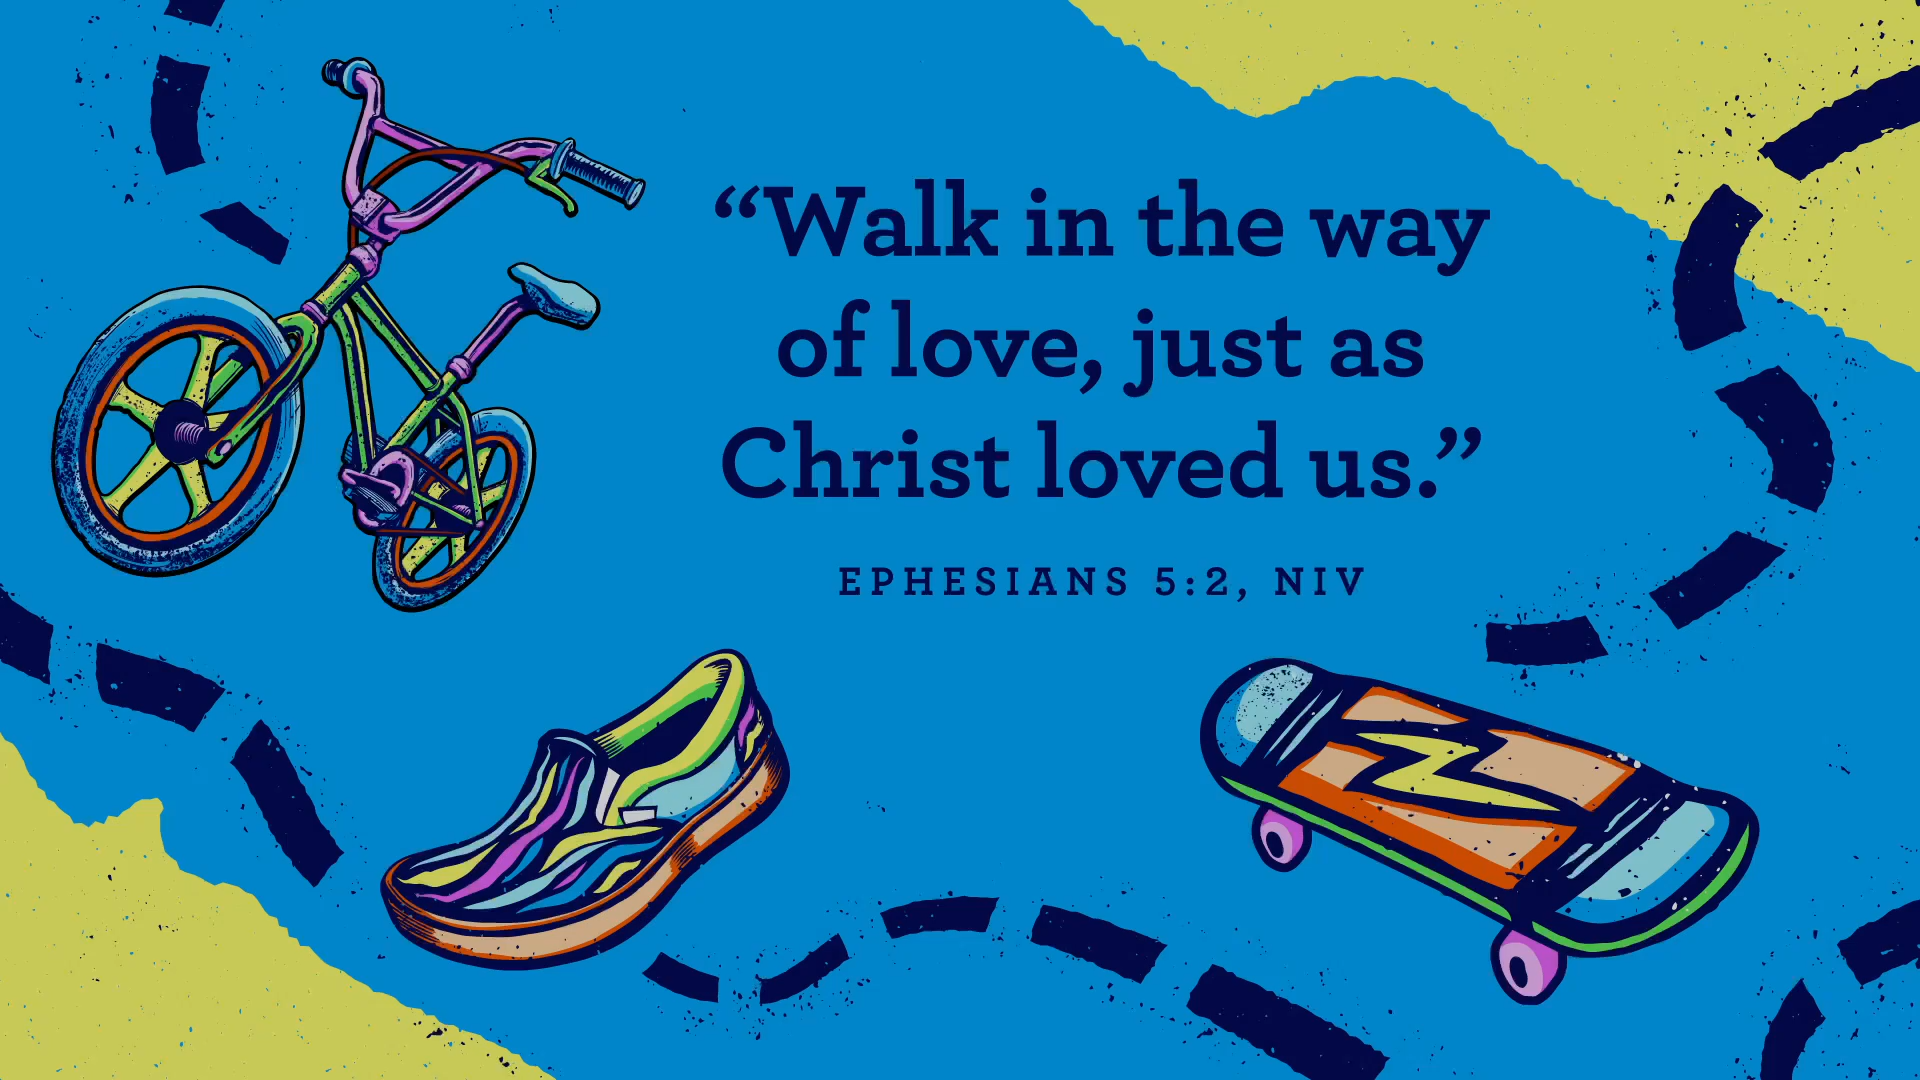 “Walk in the way
of love, just as
Christ loved us.”
EPHESIANS 5:2, NIV